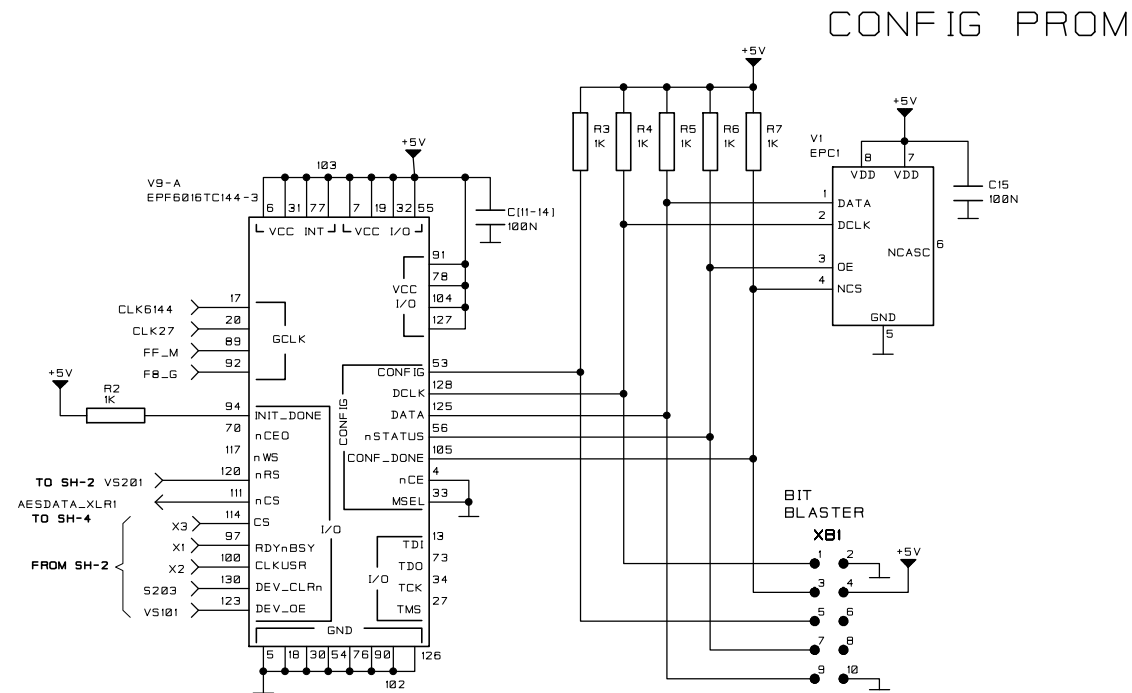 CONFIG PROM
+5V
+5V
R3 1K
R4 1K
R5 1K
R6 1K
R7 1K
V1
EPC1
8 7
VDD VDD
C15
100N
1 DATA
2 DCLK
NCASC 6
3 OE
4 NCS
GND
5
+5V
103
V9-A
EPF6016TC144-3
6 31 77 7 19 32 55
VCC INT VCC I/O
C[11-14]
100N
91
78
104
127
VCC
I/O
CLK6144 17
CLK27 20
FF_M 89
F8_G 92
GCLK
+5V
R2
1K
94 INIT_DONE
70 nCEO
117 nWS
TO SH-2 VS201 120 nRS
AESDATA_XLR1 111 nCS
TO SH-4
X3 114 CS
X1 97 RDYnBSY
FROM SH-2
X2 100 CLKUSR
S203 130 DEV_CLRn
VS101 123 DEV_OE
I/O
CONFIG
CONFIG 53
DCLK 128
DATA 125
nSTATUS 56
CONF_DONE 105
nCE 4
MSEL 33
I/O
TDI 13
TDO 73
TCK 34
TMS 27
GND
5 18 30 54 76 90 126
102
BIT
BLASTER
XB1
1 2
+5V
3 4
5 6
7 8
9 10